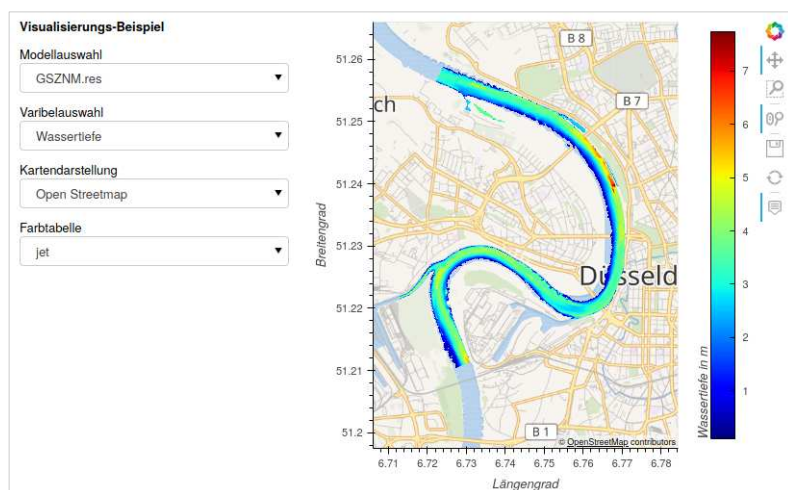 Visualisierungs-Beispiel
Modellauswahl
GSZNM.res
Varibelauswahl
Wassertiefe
Kartendarstellung
Open Streetmap
Farbtabelle
jet
Breitengrad
51.26
51.25
51.24
51.23
51.22
51.21
51.2
B 8
ch
B 7
Düsseld
B 1
© OpenStreetMap contributors
6.71 6.72 6.73 6.74 6.75 6.76 6.77 6.78
Längengrad
Wassertiefe in m
7
6
5
4
3
2
1